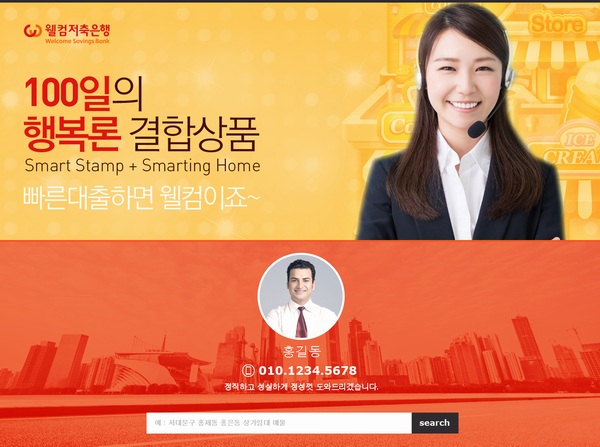 웰컴저축은행
Welcome Savings Bank
Store
100일의
행복론 결합상품
Smart Stamp + Smarting Home
빠른대출하면 웰컴이죠~
ICE
CREAM
홍길동
010.1234.5678
정직하고 성실하게 정성껏 도와드리겠습니다.
예 : 서대문구 홍제동 홍은동 상가임대 매물
search